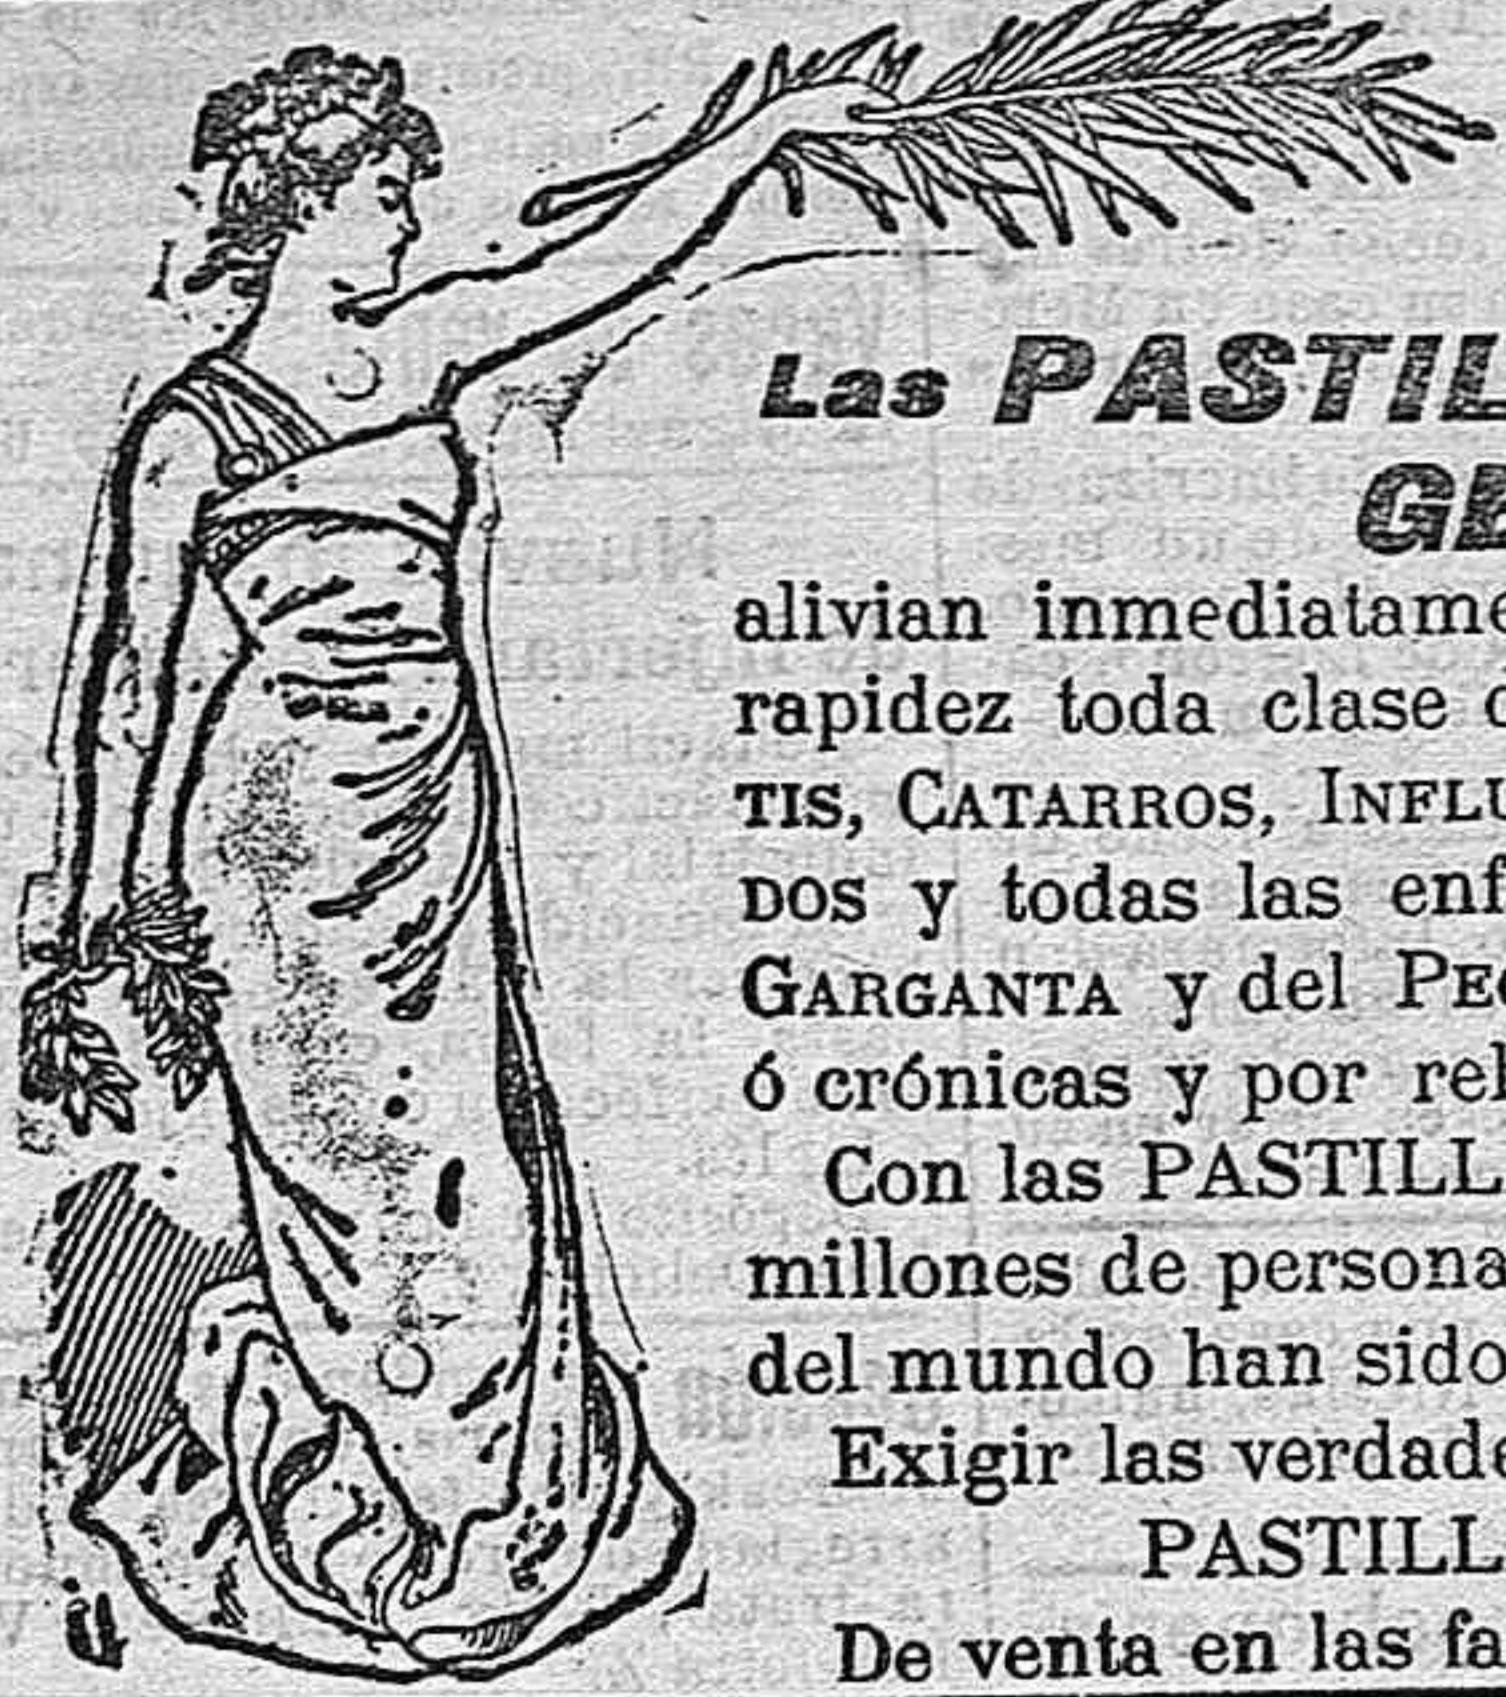 Las PASTIL
GE
alivian inmediatame
rapidez toda clase
TIS, CATARROS, INFLU
DOS y todas las enf
GARGANTA y del PEC
ó crónicas y por rel
Con las PASTILL
millones de persona
del mundo han sido
Exigir las verdade
PASTILL
De venta en las fa